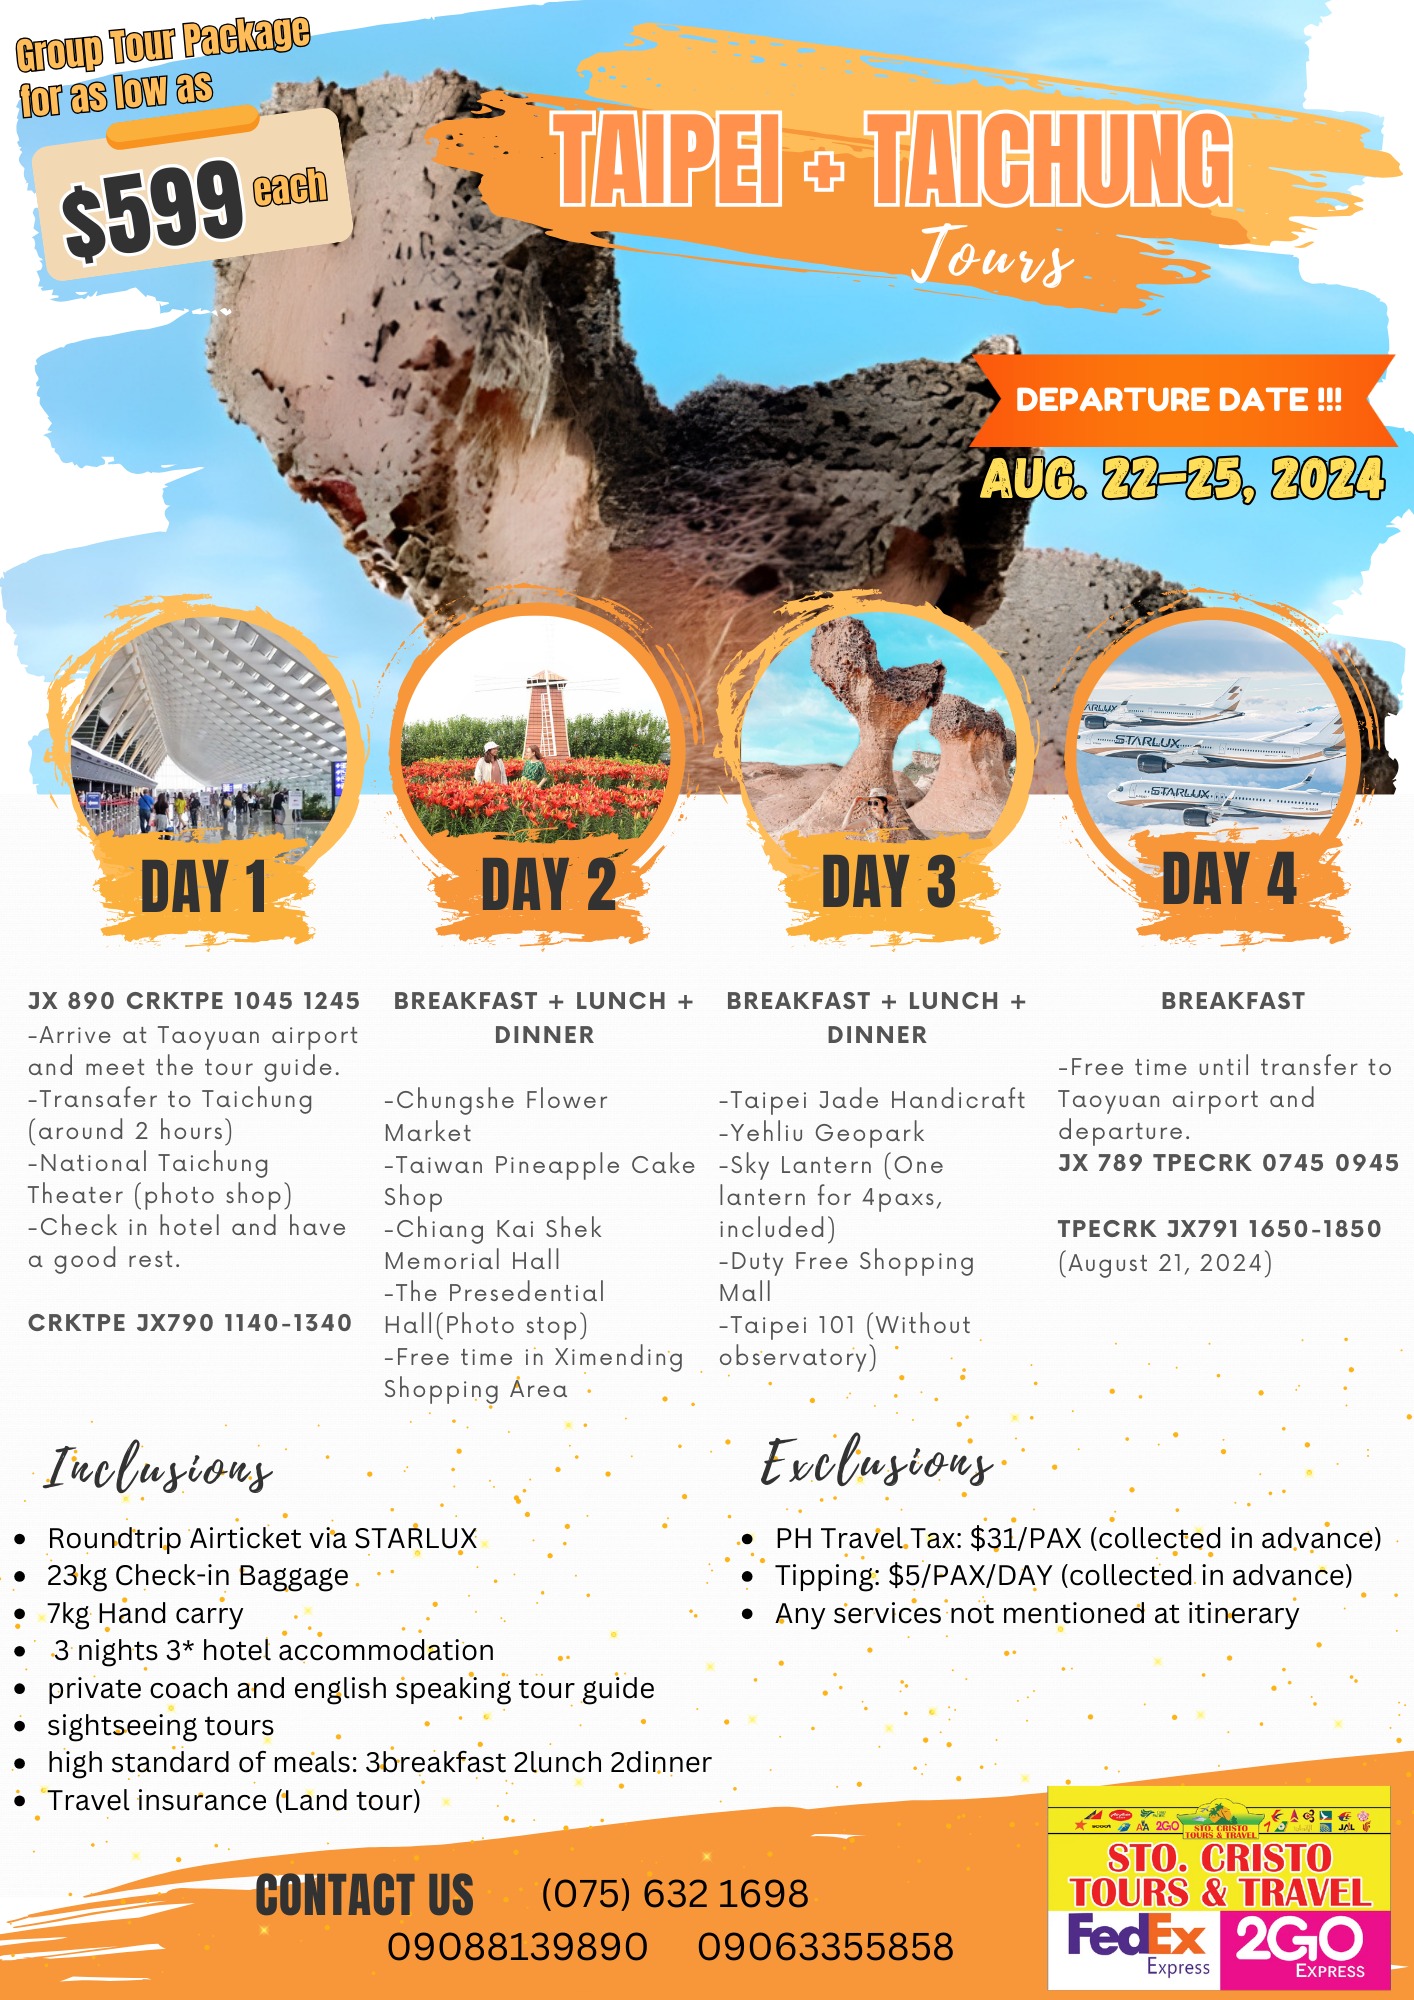 Group Tour Package
for as low as
$599 each
TAIPEI + TAICHUNG
Tours
DEPARTURE DATE !!!
AUG. 22-25, 2024
STARLUX
STARLUX
DAY 1
DAY 2
DAY 3
DAY 4
JX 890 CRKTPE 1045 1245
-Arrive at Taoyuan airport
and meet the tour guide.
-Transafer to Taichung
(around 2 hours)
-National Taichung
Theater (photo shop)
-Check in hotel and have
a good rest.
CRKTPE JX790 1140-1340
BREAKFAST + LUNCH +
DINNER
-Chungshe Flower
Market
-Taiwan Pineapple Cake
Shop
-Chiang Kai Shek
Memorial Hall
-The Presedential
Hall(Photo stop)
-Free time in Ximending
Shopping Area
BREAKFAST + LUNCH +
DINNER
-Taipei Jade Handicraft
-Yehliu Geopark
-Sky Lantern (One
lantern for 4paxs,
included)
-Duty Free Shopping
Mall
-Taipei 101 (Without
observatory)
BREAKFAST
-Free time until transfer to
Taoyuan airport and
departure.
JX 789 TPECRK 0745 0945
TPECRK JX791 1650-1850
(August 21, 2024)
Inclusions
• Roundtrip Airticket via STARLUX
• 23kg Check-in Baggage
• 7kg Hand carry
• 3 nights 3* hotel accommodation
• private coach and english speaking tour guide
• sightseeing tours
• high standard of meals: 3breakfast 2lunch 2dinner
• Travel insurance (Land tour)
Exclusions
• PH Travel Tax: $31/PAX (collected in advance)
• Tipping: $5/PAX/DAY (collected in advance)
• Any services not mentioned at itinerary
CONTACT US (075) 632 1698
09088139890 09063355858
STO. CRISTO
TOURS & TRAVEL
STO. CRISTO
TOURS & TRAVEL
FedEx
Express
2GO
EXPRESS